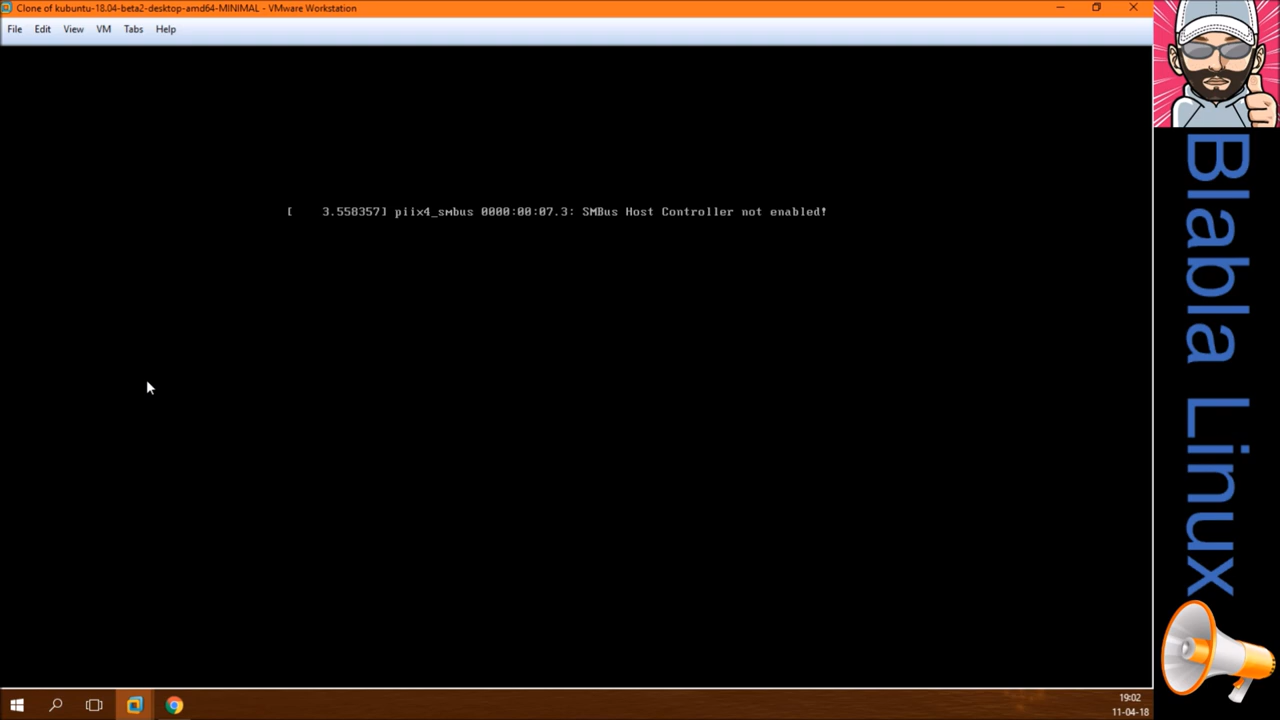 Clone of kubuntu-18.04-beta2-desktop-amd64-MINIMAL - VMware Workstation
File Edit View VM Tabs Help
[    3.558357] piix4_smbus 0000:00:07.3: SMBus Host Controller not enabled!
Blabla Linux
19:02
11-04-18